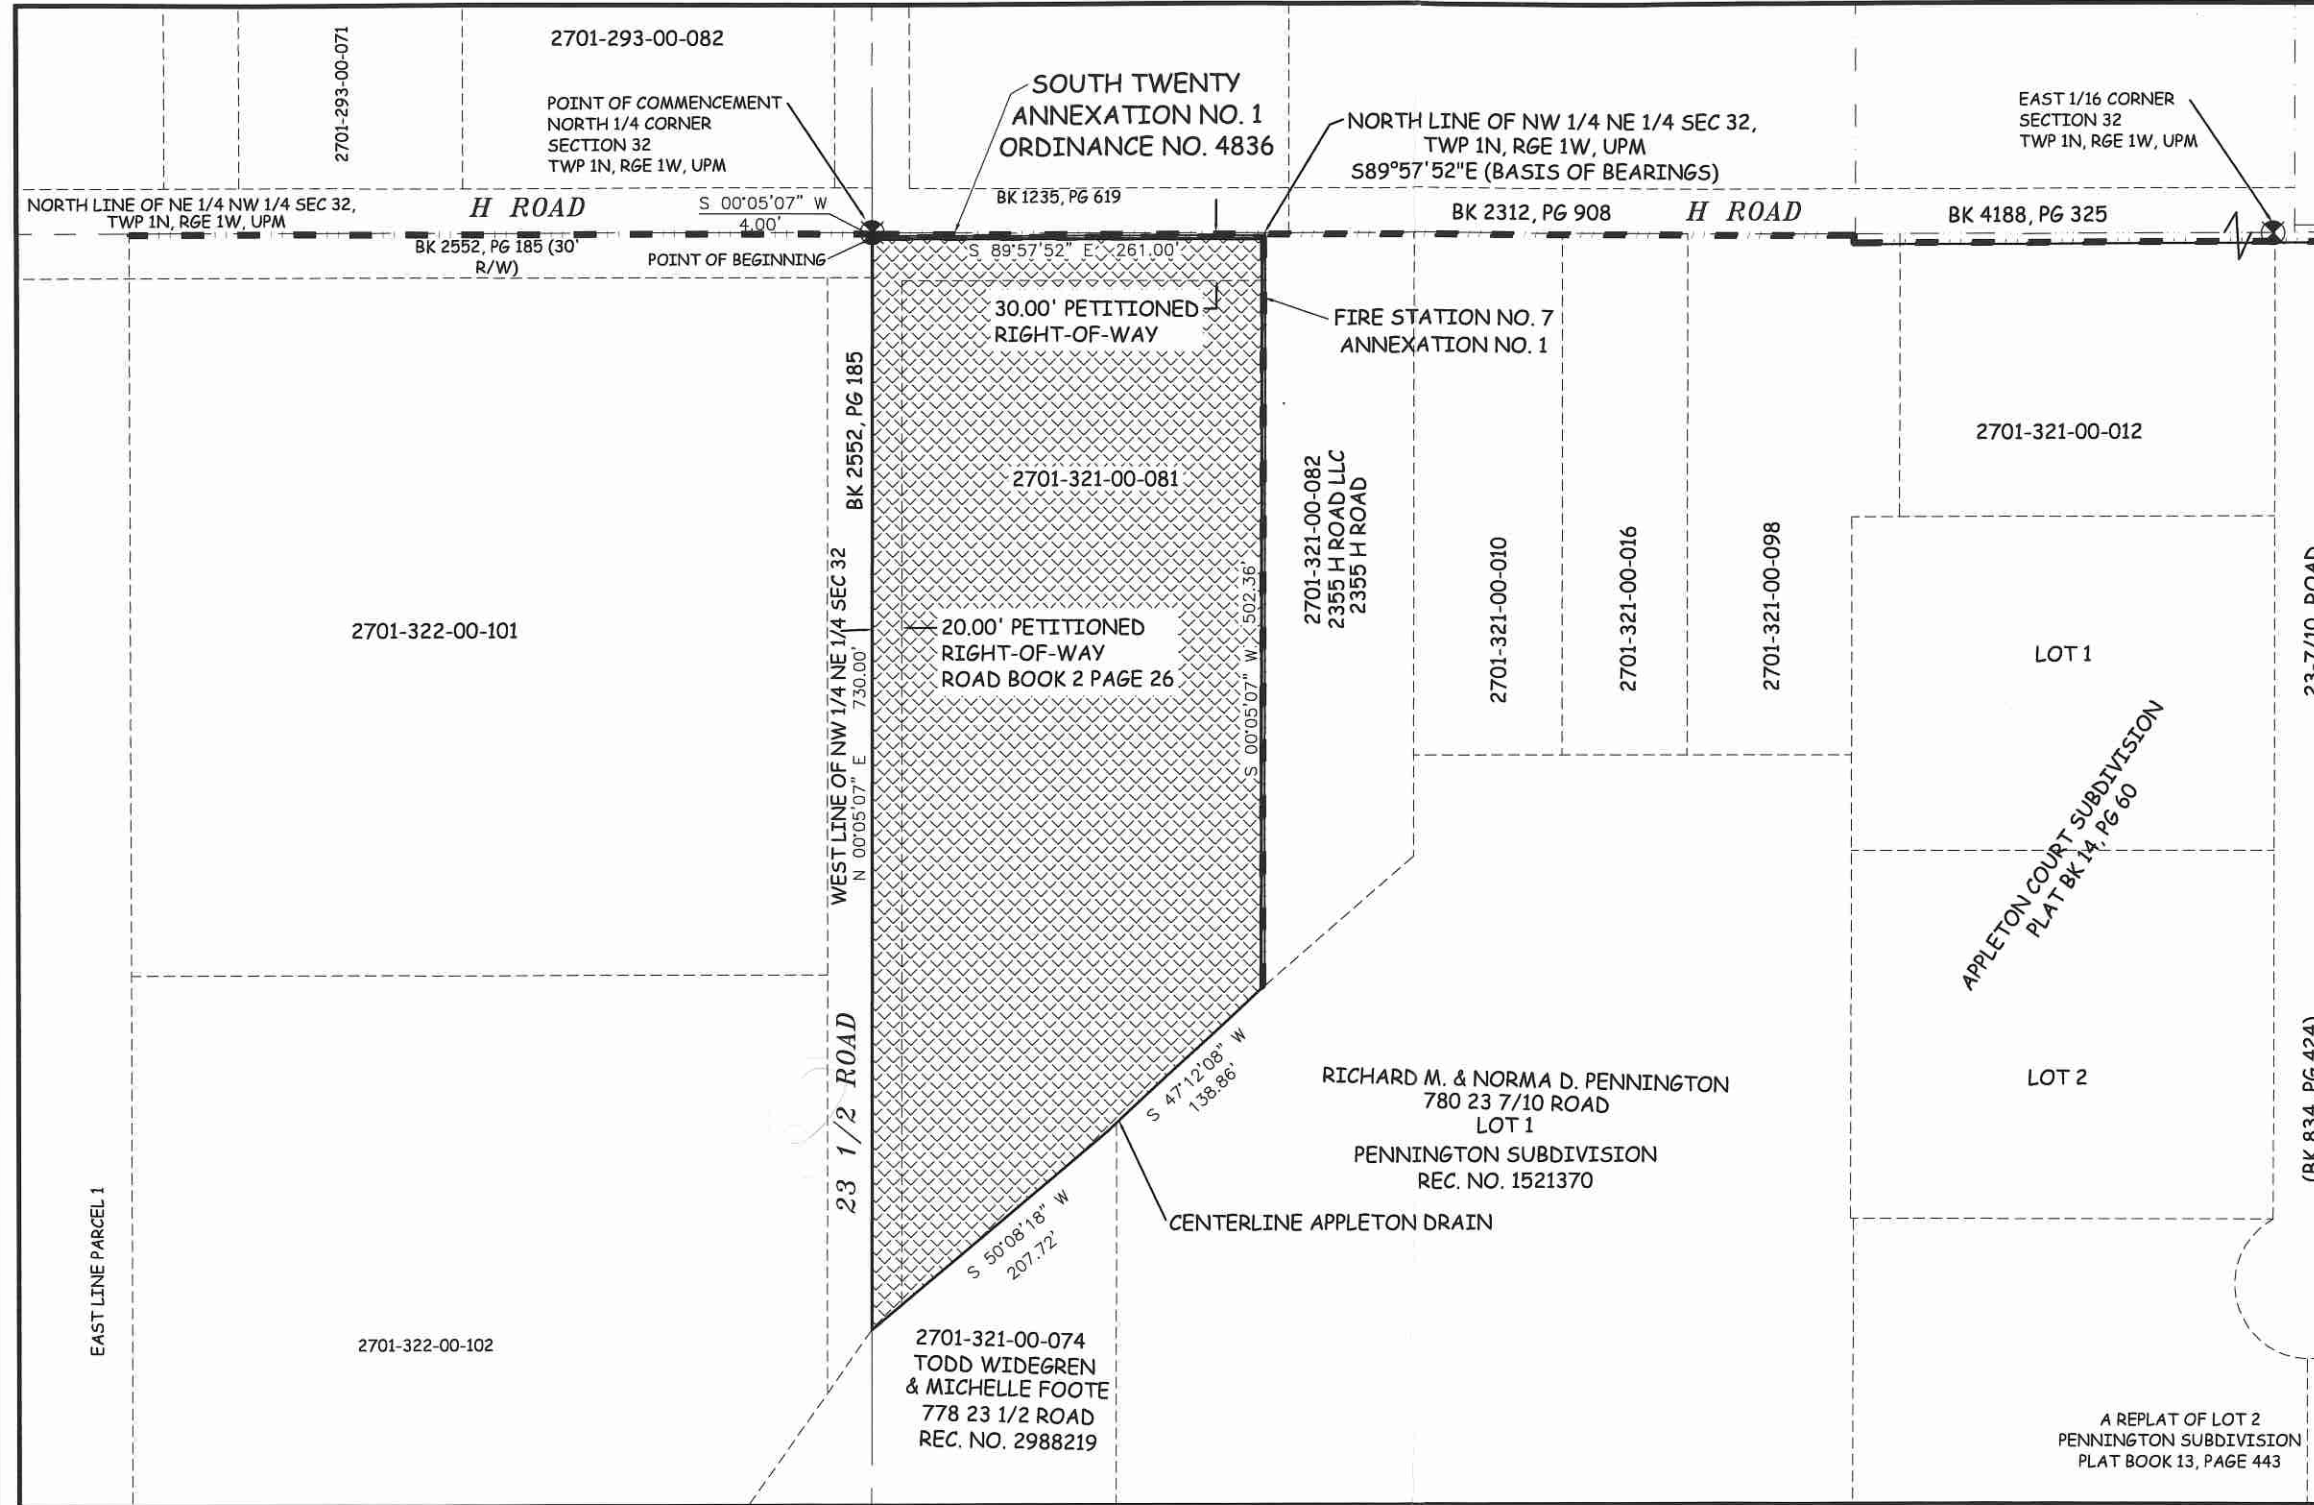 2701-293-00-071
2701-293-00-082
POINT OF COMMENCEMENT
NORTH 1/4 CORNER
SECTION 32
TWP 1N, RGE 1W, UPM
SOUTH TWENTY
ANNEXATION NO. 1
ORDINANCE NO. 4836
NORTH LINE OF NW 1/4 NE 1/4 SEC 32,
TWP 1N, RGE 1W, UPM
S89°57'52"E (BASIS OF BEARINGS)
EAST 1/16 CORNER
SECTION 32
TWP 1N, RGE 1W, UPM
NORTH LINE OF NE 1/4 NW 1/4 SEC 32,
TWP 1N, RGE 1W, UPM
H ROAD
S 00°05'07" W
4.00'
BK 1235, PG 619
BK 2312, PG 908
H ROAD
BK 4188, PG 325
BK 2552, PG 185 (30'
R/W)
POINT OF BEGINNING
S 89°57'52" E 261.00'
30.00' PETITIONED
RIGHT-OF-WAY
FIRE STATION NO. 7
ANNEXATION NO. 1
BK 2552, PG 185
2701-321-00-081
2701-321-00-082
2355 H ROAD LLC
2355 H ROAD
2701-321-00-012
2701-322-00-101
WEST LINE OF NW 1/4 NE 1/4 SEC 32
N 00°05'07" E 730.00'
20.00' PETITIONED
RIGHT-OF-WAY
ROAD BOOK 2 PAGE 26
S 00°05'07" W 502.36'
2701-321-00-010
2701-321-00-016
2701-321-00-098
LOT 1
23-7/10 ROAD
APPLETON COURT SUBDIVISION
PLAT BK 14, PG 60
23 1/2 ROAD
S 47°12'08" W
138.86'
RICHARD M. & NORMA D. PENNINGTON
780 23 7/10 ROAD
LOT 1
PENNINGTON SUBDIVISION
REC. NO. 1521370
LOT 2
(BK 834, PG 424)
CENTERLINE APPLETON DRAIN
S 50°08'18" W
207.72'
EAST LINE PARCEL 1
2701-322-00-102
2701-321-00-074
TODD WIDEGREN
& MICHELLE FOOTE
778 23 1/2 ROAD
REC. NO. 2988219
A REPLAT OF LOT 2
PENNINGTON SUBDIVISION
PLAT BOOK 13, PAGE 443